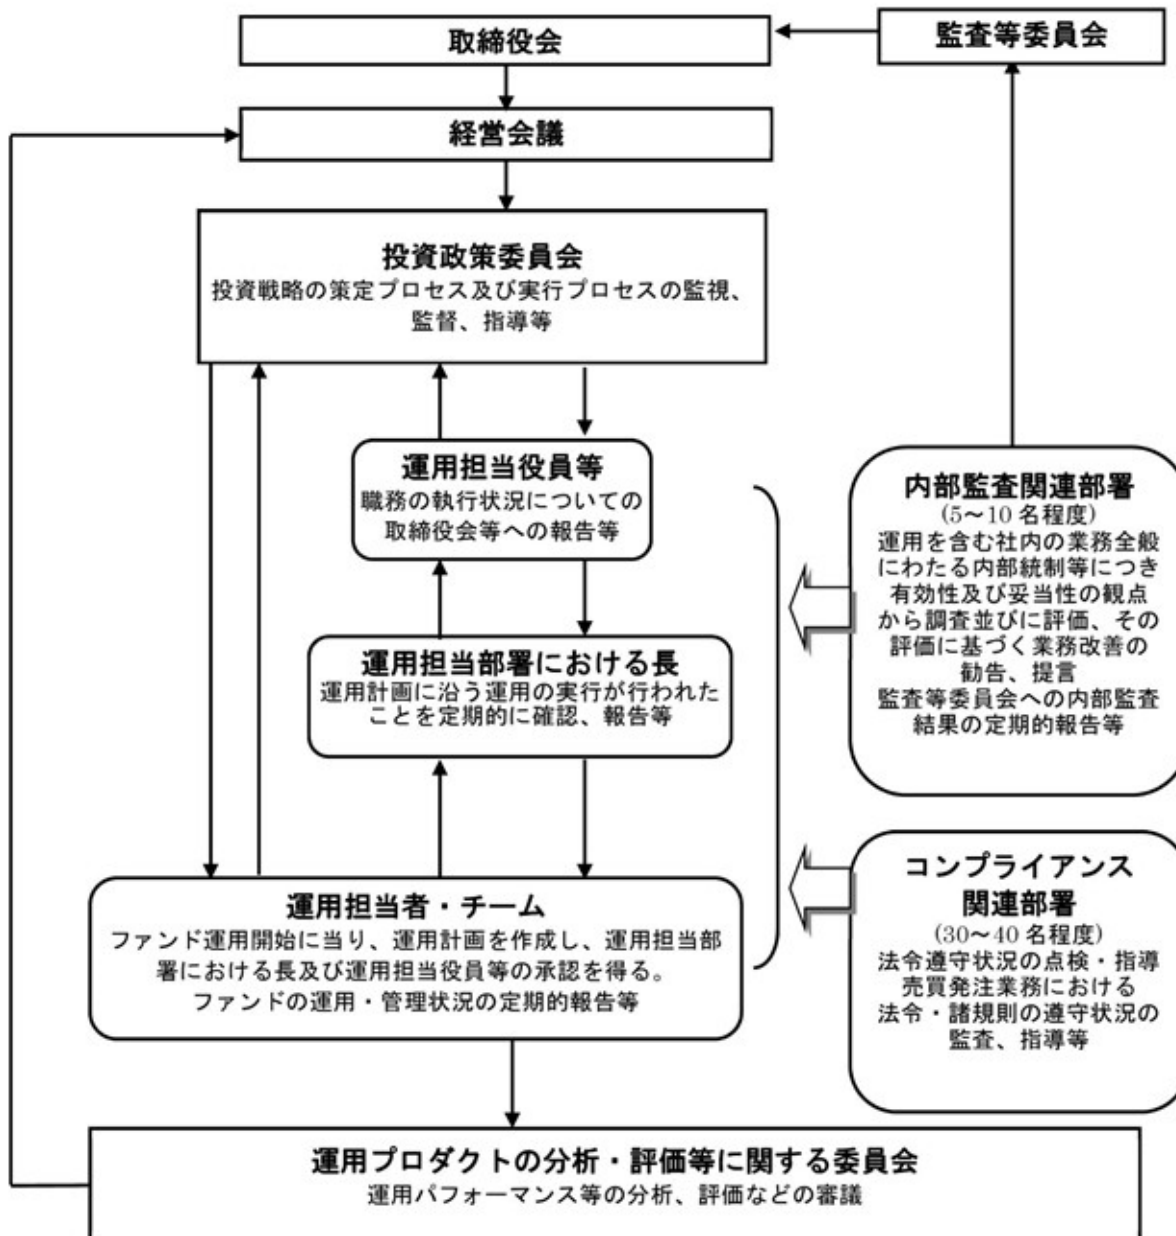 取締役会
監査等委員会
経営会議
投資政策委員会
投資戦略の策定プロセス及び実行プロセスの監視、
監督、指導等
運用担当役員等
職務の執行状況についての
取締役会等への報告等
運用担当部署における長
運用計画に沿う運用の実行が行われた
ことを定期的に確認、報告等
運用担当者・チーム
ファンド運用開始に当り、運用計画を作成し、運用担当部
署における長及び運用担当役員等の承認を得る。
ファンドの運用・管理状況の定期的報告等
内部監査関連部署
(5～10 名程度)
運用を含む社内の業務全般
にわたる内部統制等につき
有効性及び妥当性の観点
から調査並びに評価、その
評価に基づく業務改善の
勧告、提言
監査等委員会への内部監査
結果の定期的報告等
コンプライアンス
関連部署
(30～40 名程度)
法令遵守状況の点検・指導
売買発注業務における
法令・諸規則の遵守状況の
監査、指導等
運用プロダクトの分析・評価等に関する委員会
運用パフォーマンス等の分析、評価などの審議